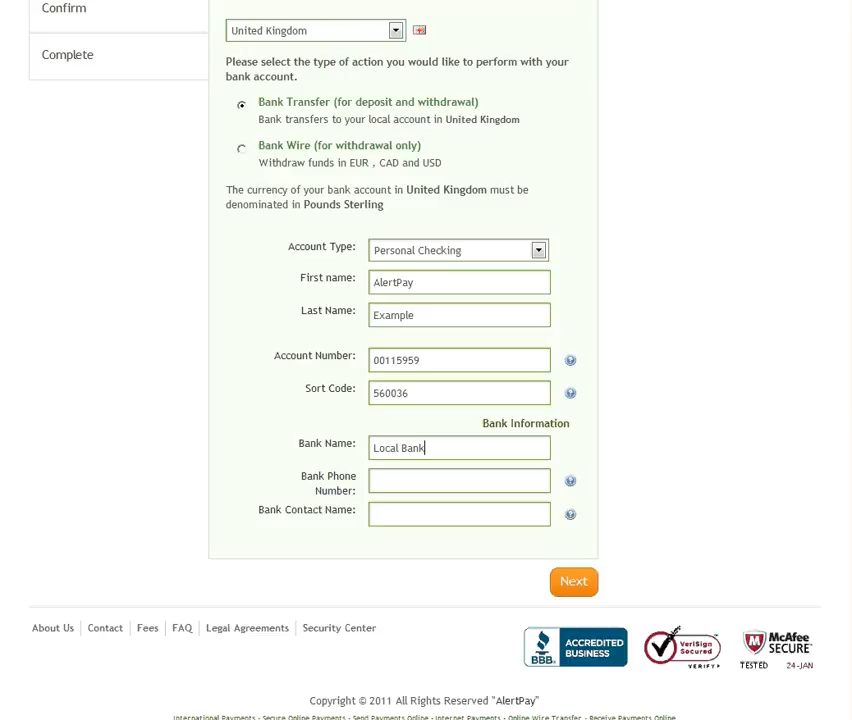 Confirm
Complete
United Kingdom
Please select the type of action you would like to perform with your
bank account.
Bank Transfer (for deposit and withdrawal)
Bank transfers to your local account in United Kingdom
Bank Wire (for withdrawal only)
Withdraw funds in EUR , CAD and USD
The currency of your bank account in United Kingdom must be
denominated in Pounds Sterling
Account Type: Personal Checking
First name: AlertPay
Last Name: Example
Account Number: 00115959
Sort Code: 560036
Bank Information
Bank Name: Local Bank
Bank Phone
Number:
Bank Contact Name:
Next
About Us Contact Fees FAQ Legal Agreements Security Center
BBB. ACCREDITED BUSINESS
VeriSign Secured VERIFY
McAfee SECURE
TESTED 24-JAN
Copyright © 2011 All Rights Reserved "AlertPay"
International Payments - Secure Online Payments - Send Payments Online - Internet Payments - Online Wire Transfer - Receive Payments Online